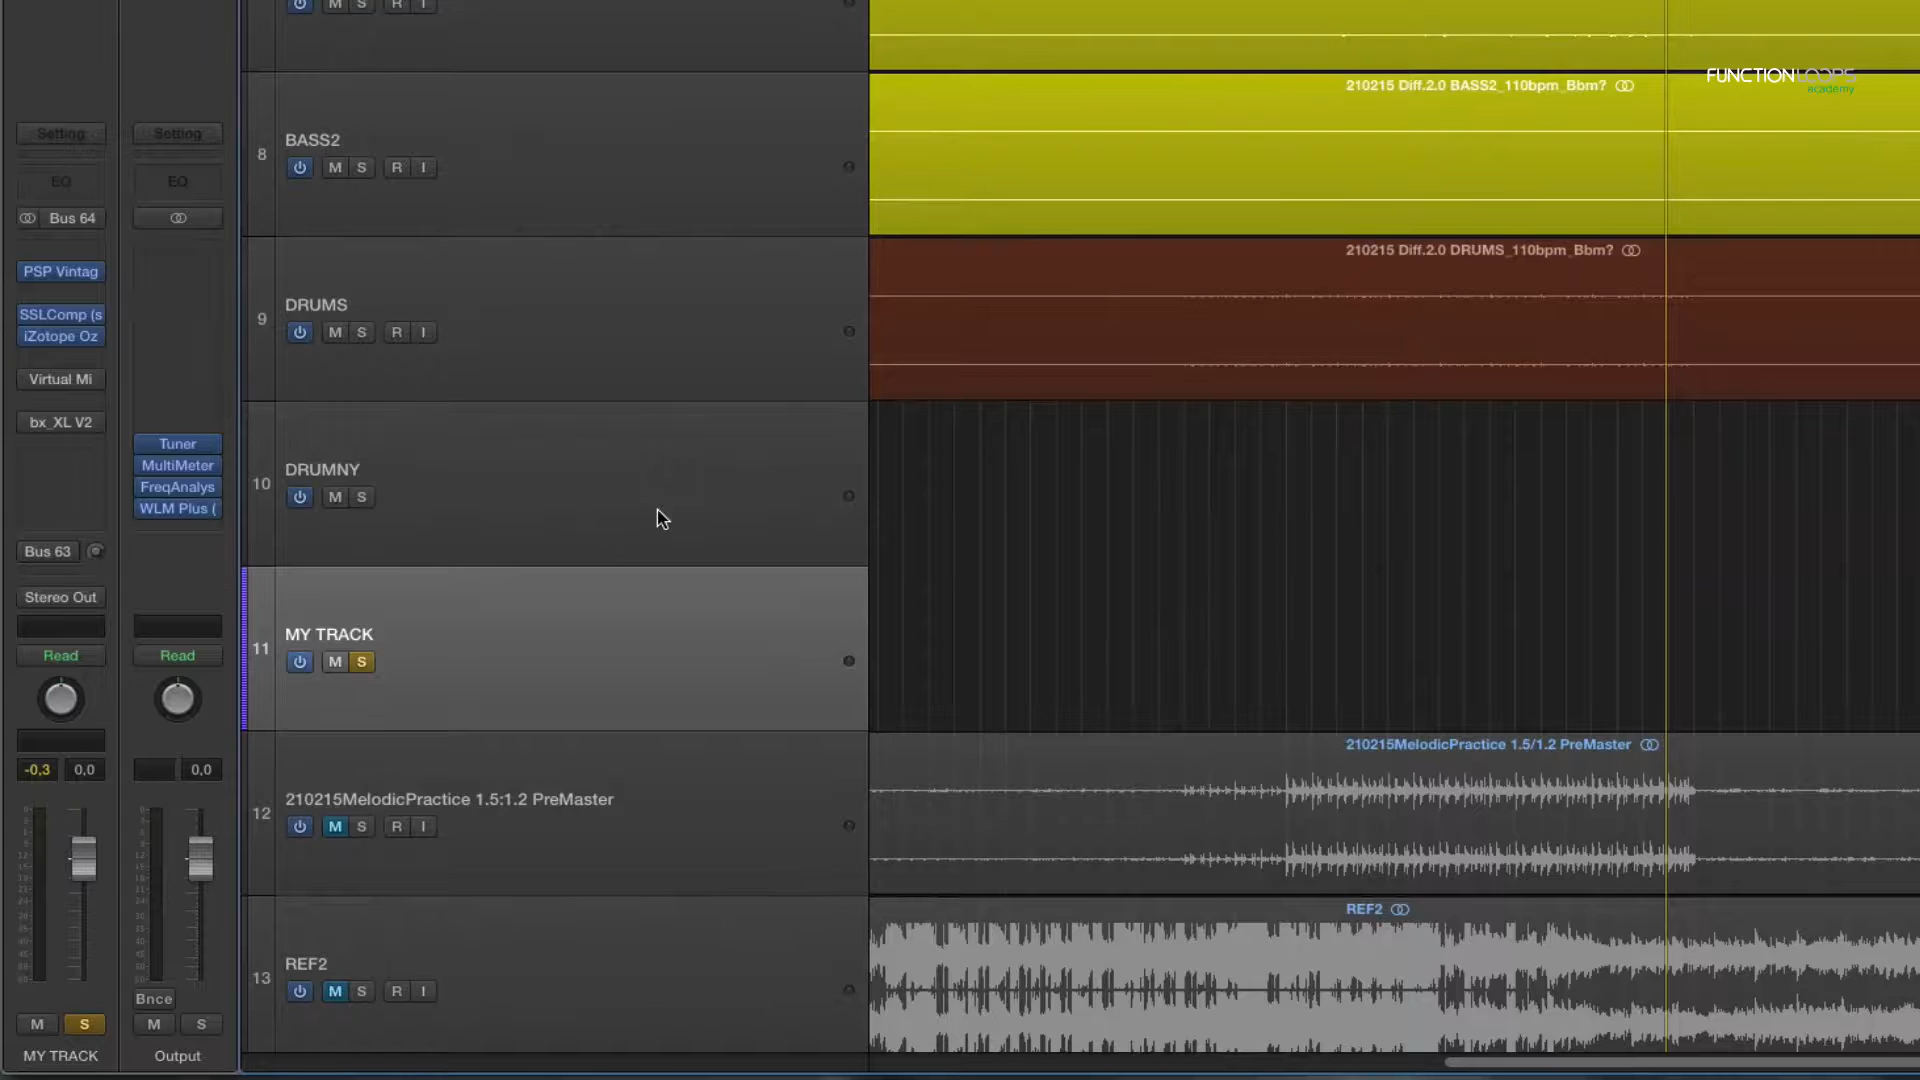 M S R I
210215 Diff.2.0 BASS2_110bpm_Bbm?
FUNCTION LOOPS
academy
Setting
Setting
8
BASS2
M S R I
EQ
EQ
Bus 64
PSP Vintag
210215 Diff.2.0 DRUMS_110bpm_Bbm?
9
DRUMS
M S R I
SSLComp (s
iZotope Oz
Virtual Mi
bx_XL V2
Tuner
MultiMeter
FreqAnalys
WLM Plus (
10
DRUMNY
M S
Bus 63
Stereo Out
Read
Read
11
MY TRACK
M S
210215MelodicPractice 1.5/1.2 PreMaster
-0,3
0,0
0,0
12
210215MelodicPractice 1.5:1.2 PreMaster
M S R I
REF2
13
REF2
M S R I
Bnce
M S
M S
MY TRACK
Output